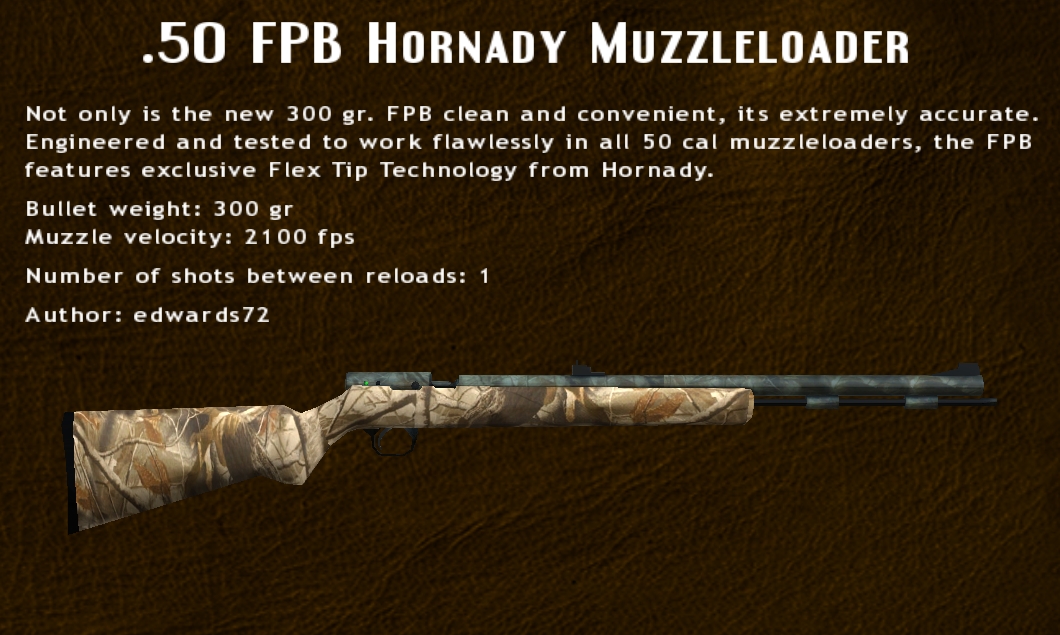 .50 FPB Hornady Muzzleloader
Not only is the new 300 gr. FPB clean and convenient, its extremely accurate.
Engineered and tested to work flawlessly in all 50 cal muzzleloaders, the FPB
features exclusive Flex Tip Technology from Hornady.
Bullet weight: 300 gr
Muzzle velocity: 2100 fps
Number of shots between reloads: 1
Author: edwards72